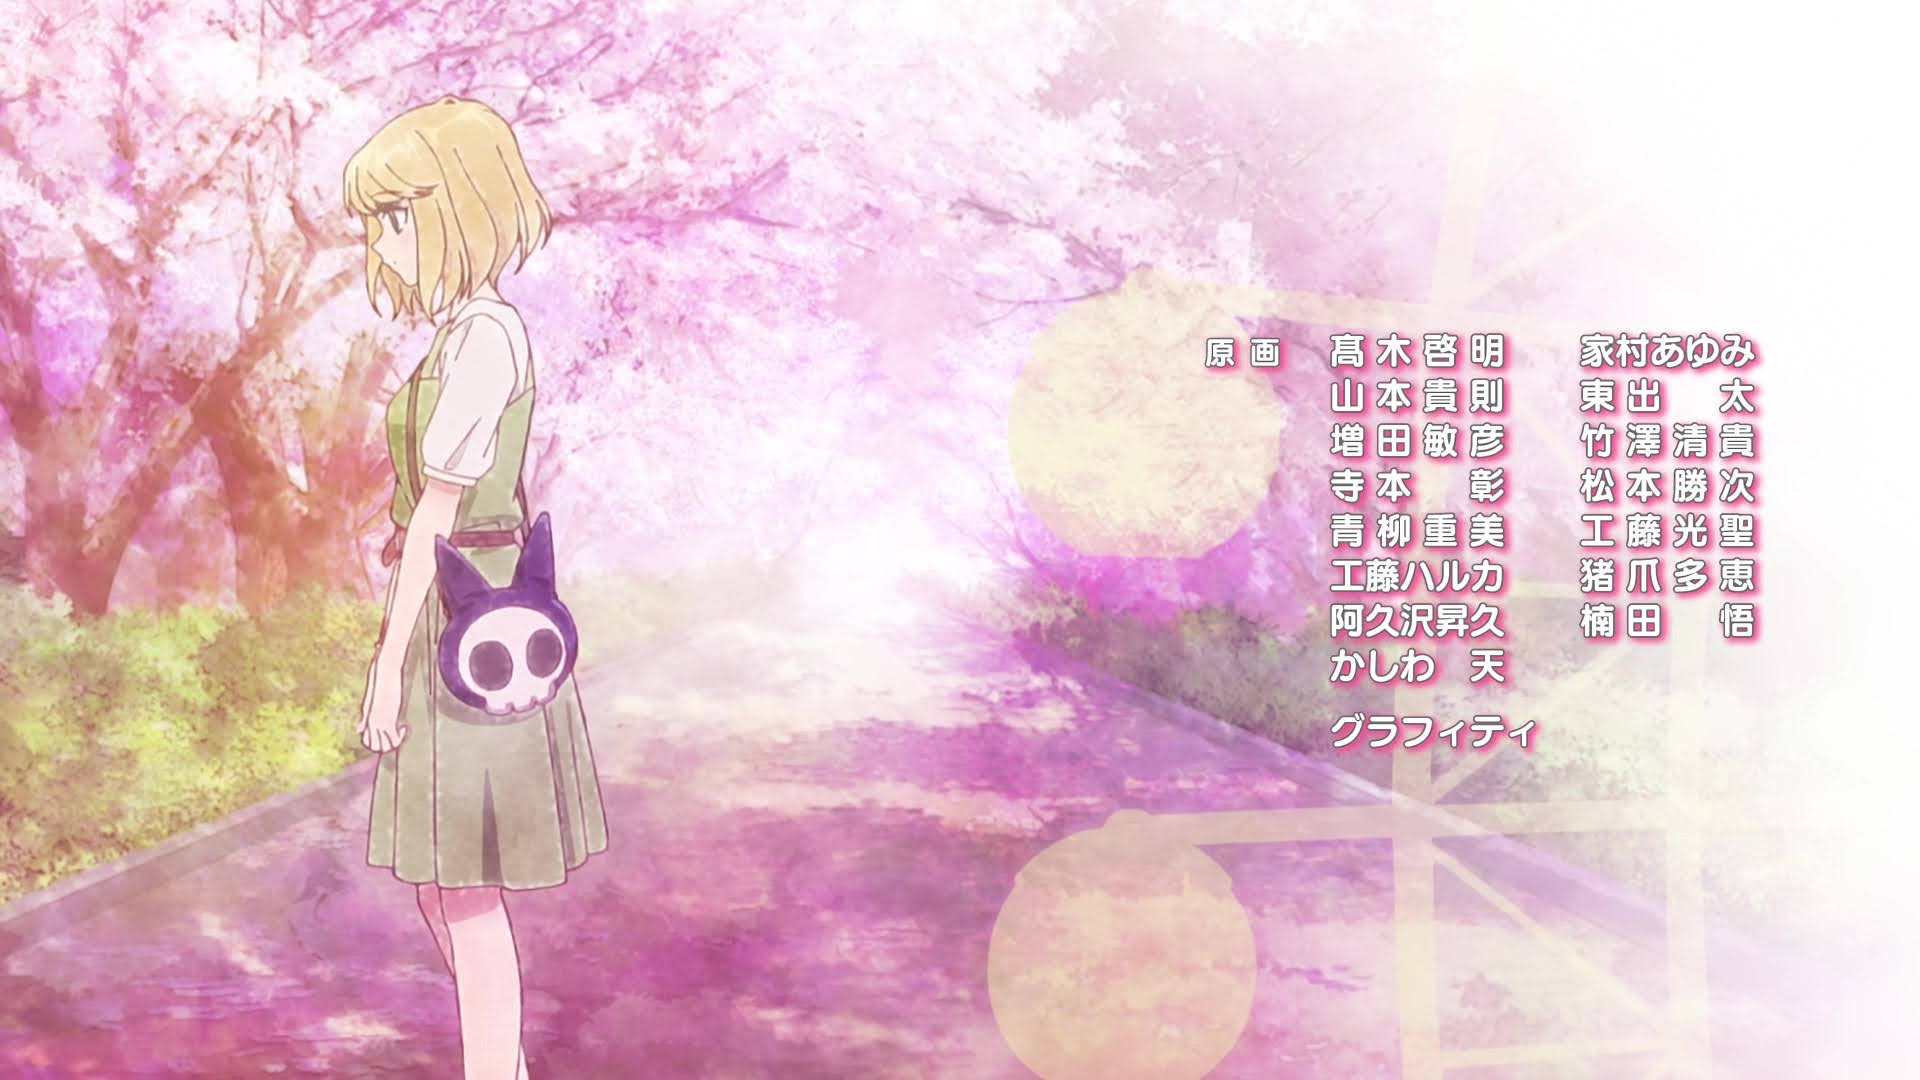 原画 髙木啓明 家村あゆみ
山本貴則 東出太
増田敏彦 竹澤清貴
寺本彰 松本勝次
青柳重美 工藤光聖
工藤ハルカ 猪爪多恵
阿久沢昇久 楠田悟
かしわ天
グラフィティ